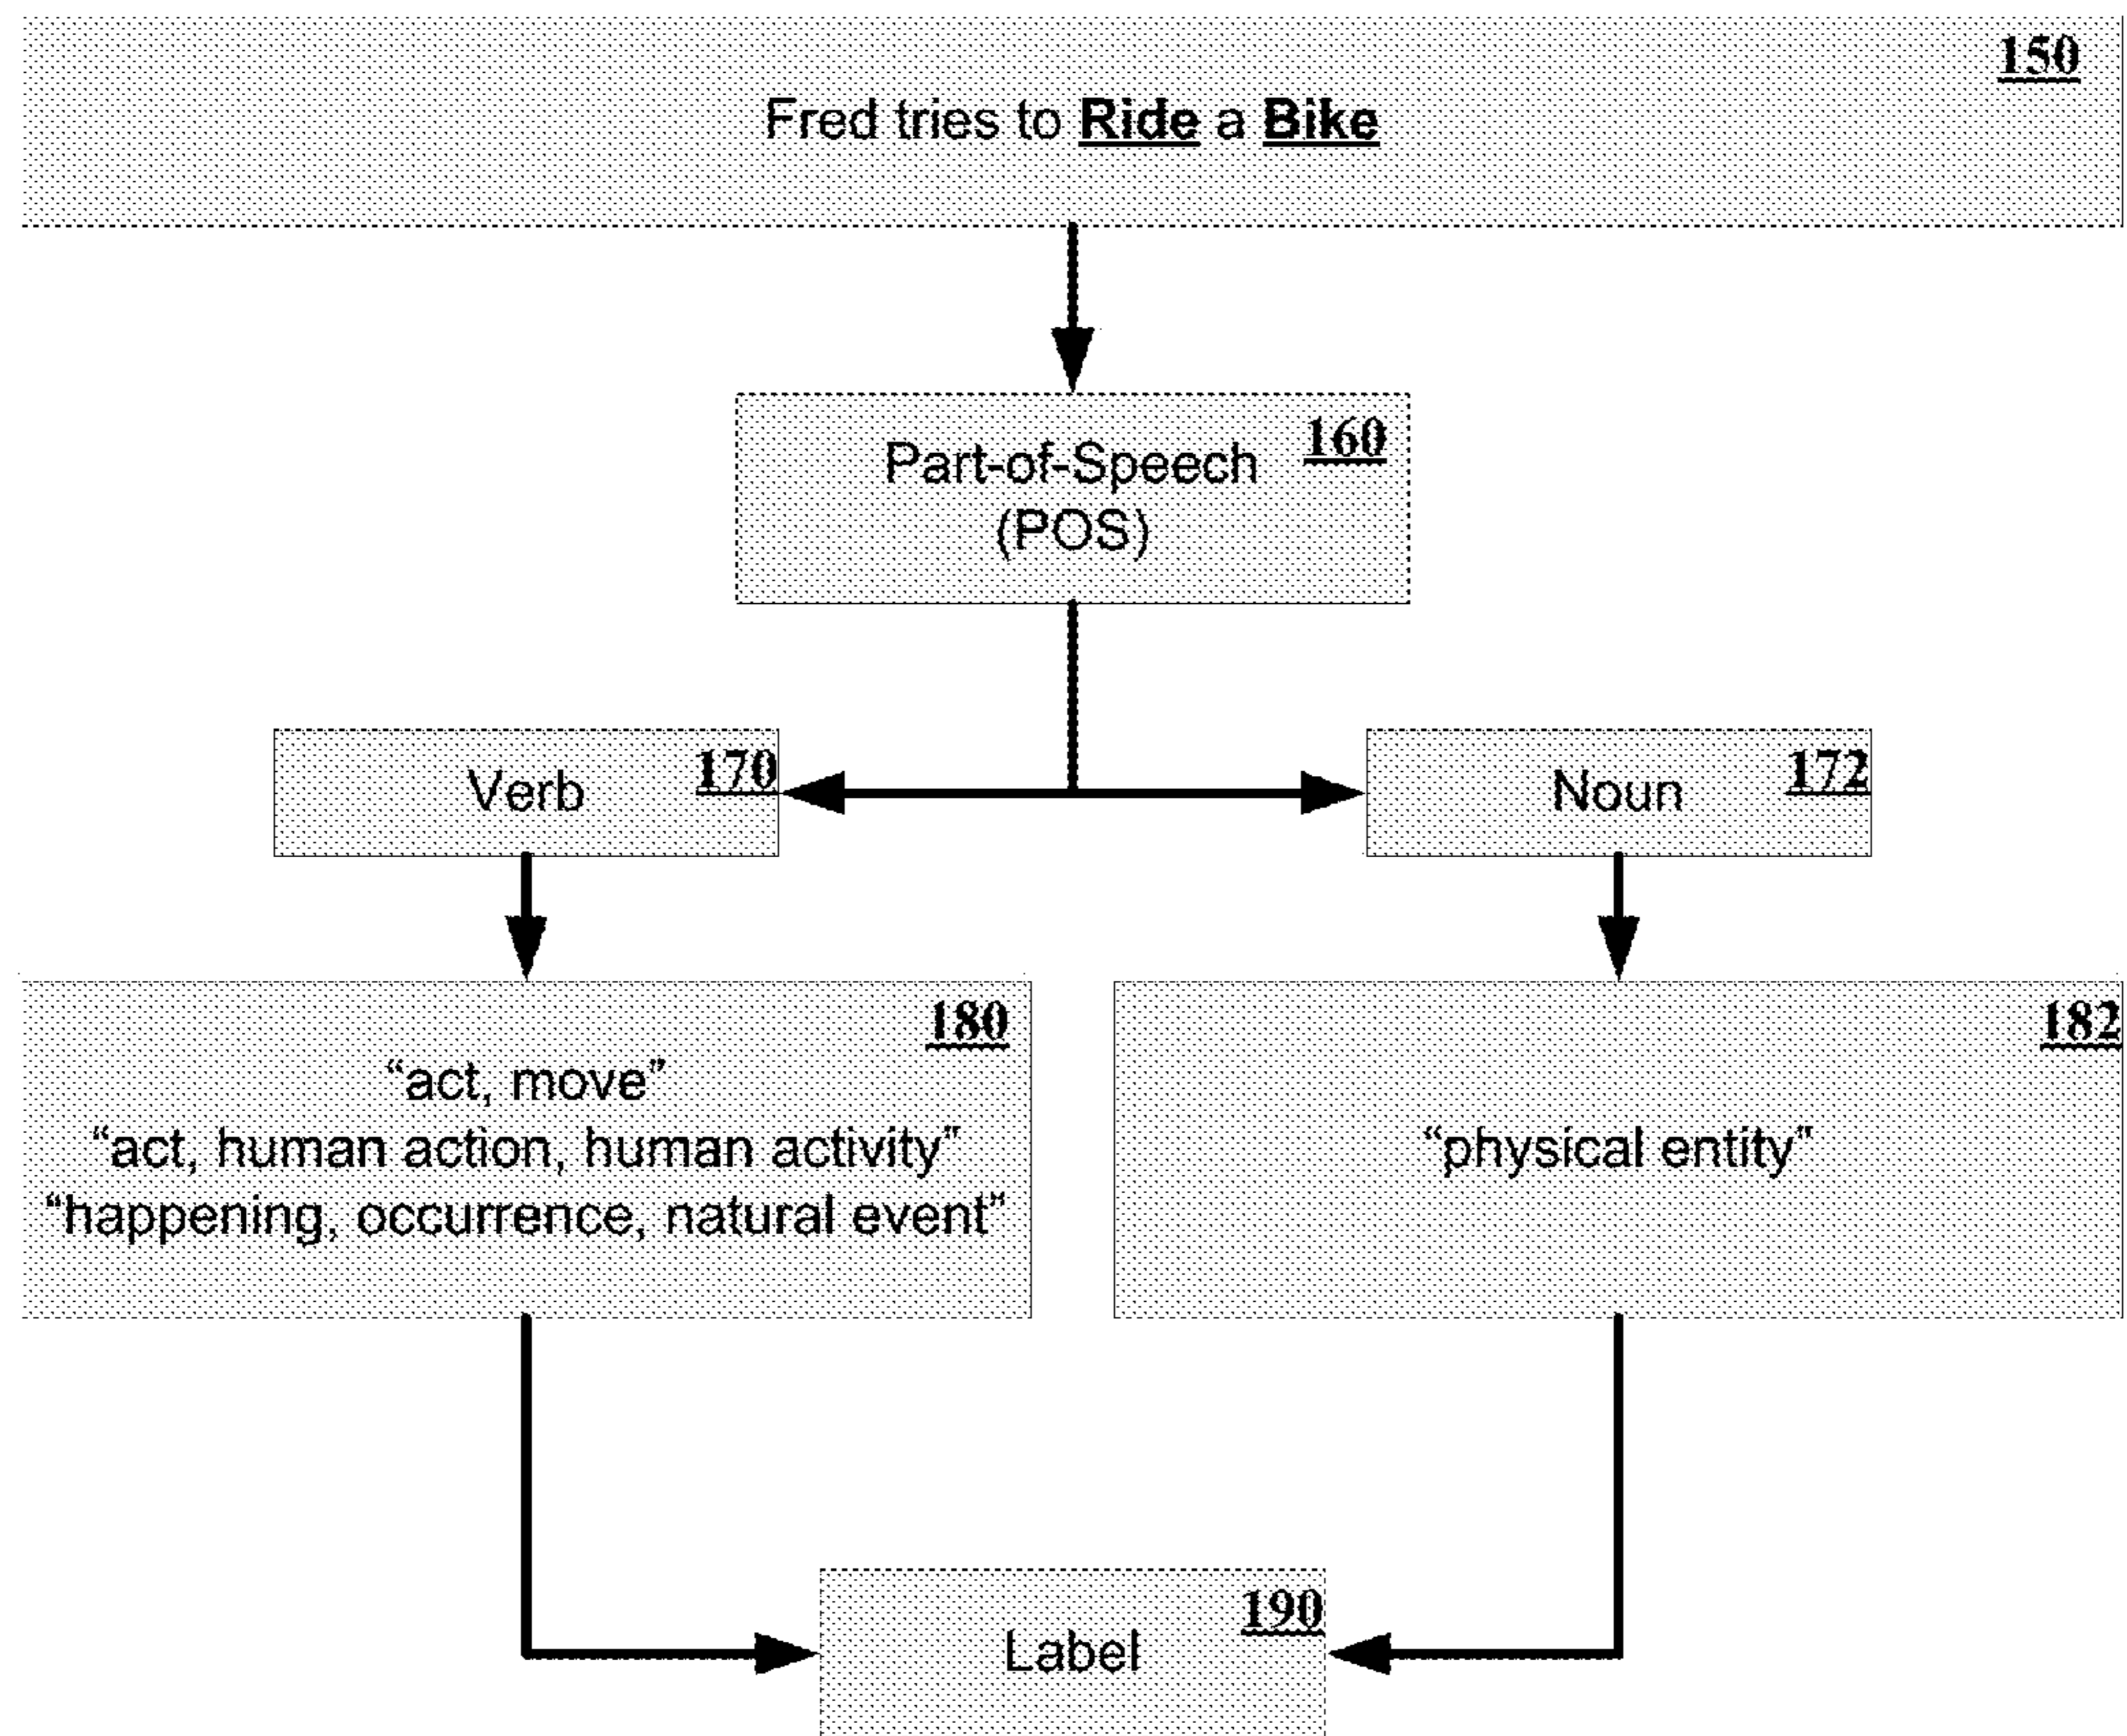 150
Fred tries to Ride a Bike
160
Part-of-Speech
(POS)
170
Verb
172
Noun
180
“act, move”
“act, human action, human activity”
“happening, occurrence, natural event”
182
“physical entity”
190
Label